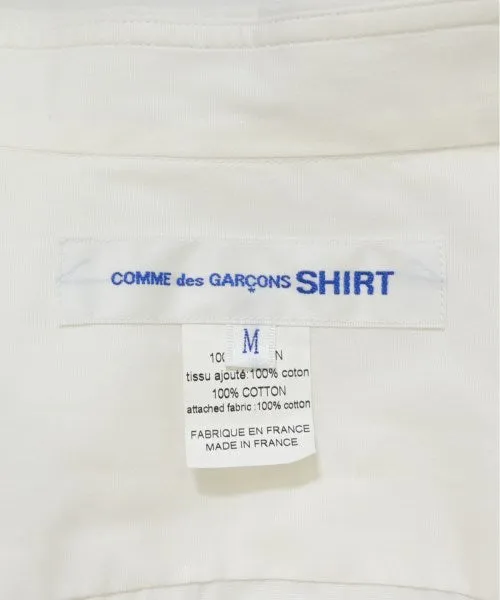 COMME des GARÇONS SHIRT
M
tissu ajouté:100% coton
100% COTTON
attached fabric :100% cotton
FABRIQUE EN FRANCE
MADE IN FRANCE